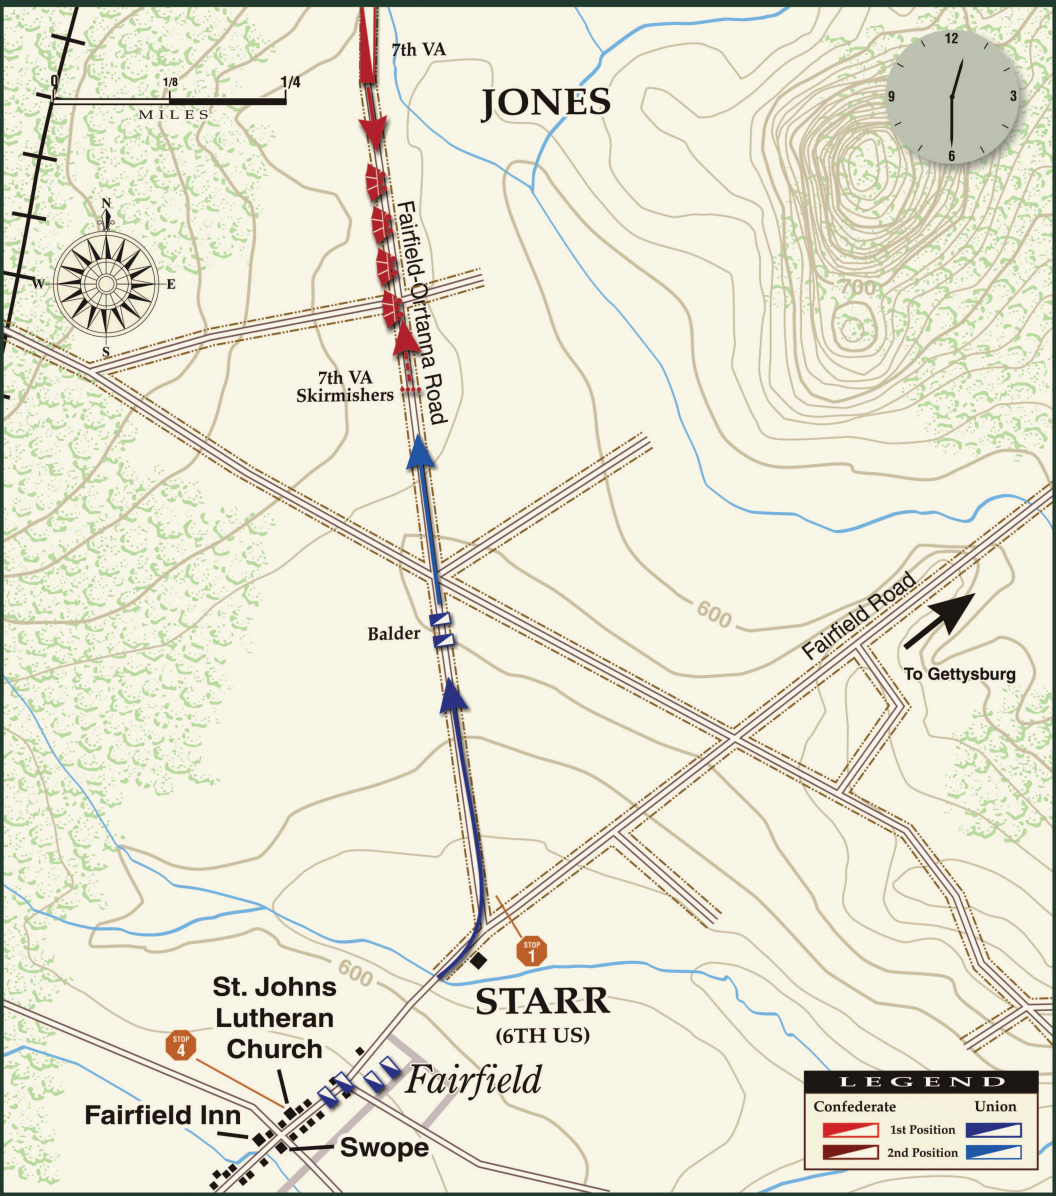 7th VA
JONES
0 1/8 1/4
MILES
12
3
6
9
N
W E
S
Fairfield-Orrtanna Road
700
7th VA
Skirmishers
600
Balder
Fairfield Road
To Gettysburg
STOP
1
600
STARR
(6TH US)
St. Johns
Lutheran
Church
STOP
4
Fairfield
Fairfield Inn
Swope
LEGEND
Confederate Union
1st Position
2nd Position